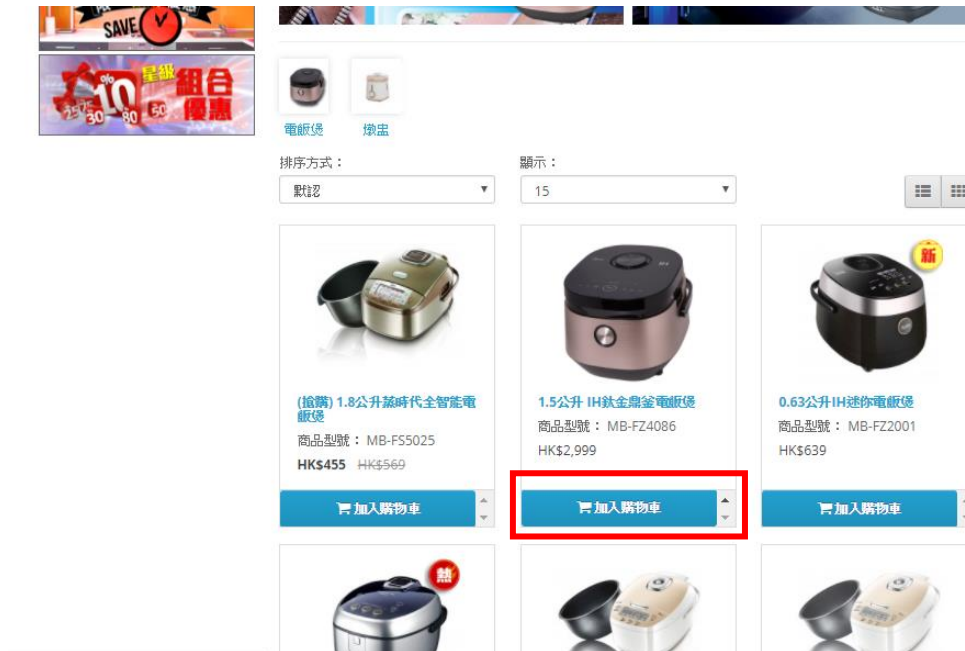 SAVE
星級
組合
優惠
電飯煲
燉盅
排序方式：
顯示：
默認
15
新
(搶購) 1.8公升蒸時代全智能電
飯煲
商品型號： MB-FS5025
HK$455 HK$569
加入購物車
1.5公升 IH鈦金鼎釜電飯煲
商品型號： MB-FZ4086
HK$2,999
加入購物車
0.63公升IH迷你電飯煲
商品型號： MB-FZ2001
HK$639
加入購物車
熱